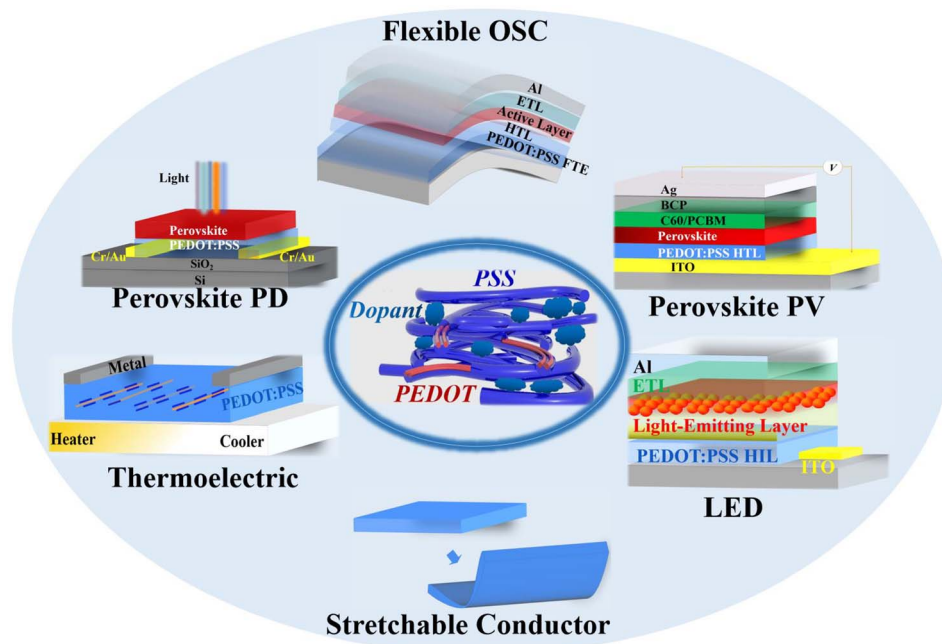 Flexible OSC
Al
ETL
Active Layer
HTL
PEDOT:PSS FTE
Light
Perovskite
PEDOT:PSS
Cr/Au
Cr/Au
SiO₂
Si
Perovskite PD
V
Ag
BCP
C60/PCBM
Perovskite
PEDOT:PSS HTL
ITO
Perovskite PV
PSS
Dopant
PEDOT
Metal
PEDOT:PSS
Heater
Cooler
Thermoelectric
Al
ETL
Light-Emitting Layer
PEDOT:PSS HIL
ITO
LED
Stretchable Conductor